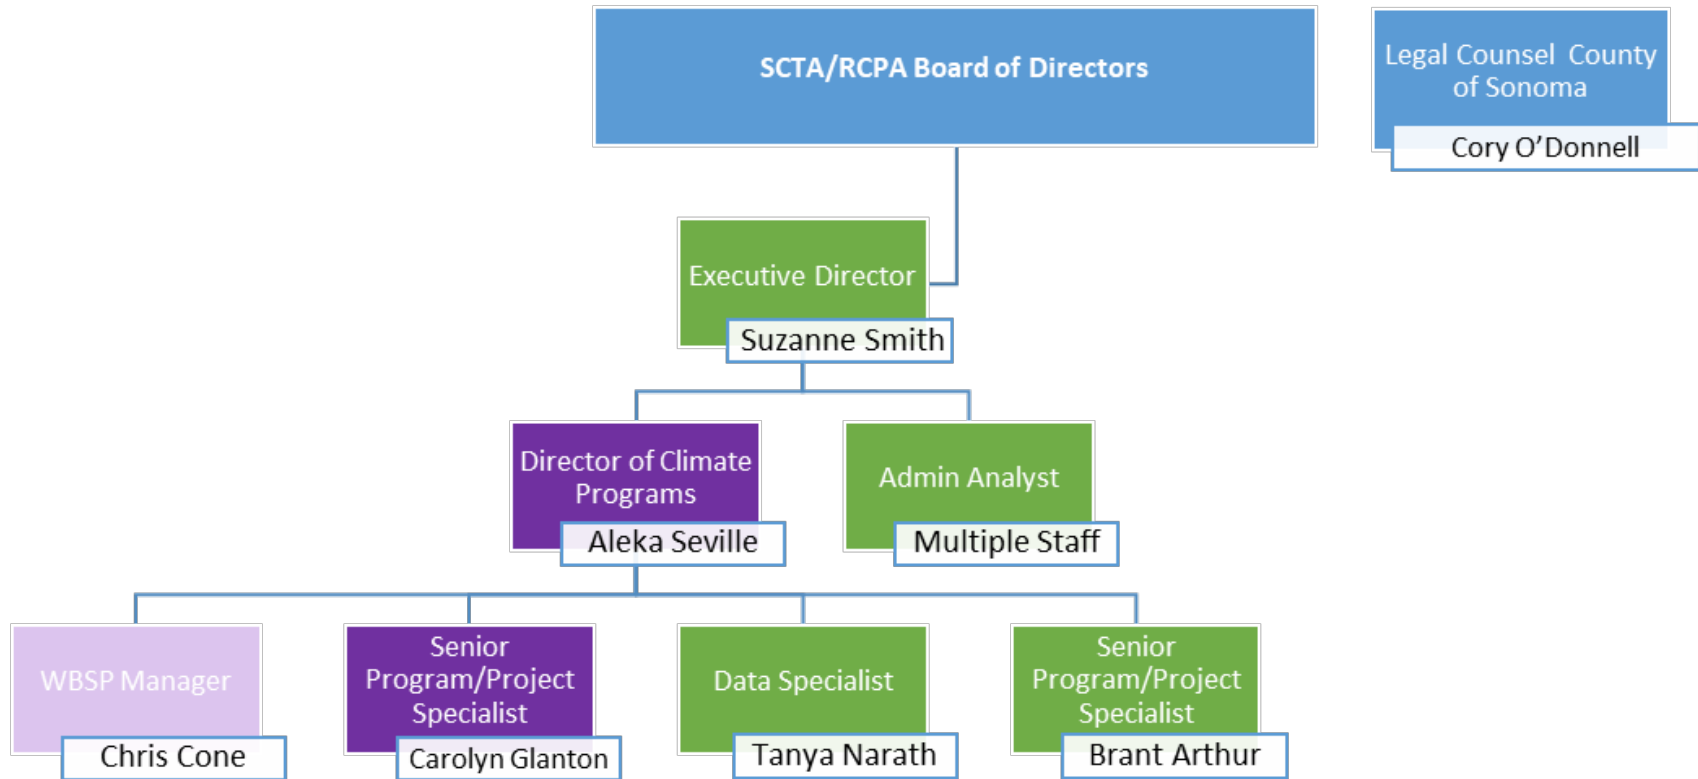 SCTA/RCPA Board of Directors
Legal Counsel County
of Sonoma
Cory O’Donnell
Executive Director
Suzanne Smith
Director of Climate
Programs
Aleka Seville
Admin Analyst
Multiple Staff
WBSP Manager
Chris Cone
Senior
Program/Project
Specialist
Carolyn Glanton
Data Specialist
Tanya Narath
Senior
Program/Project
Specialist
Brant Arthur